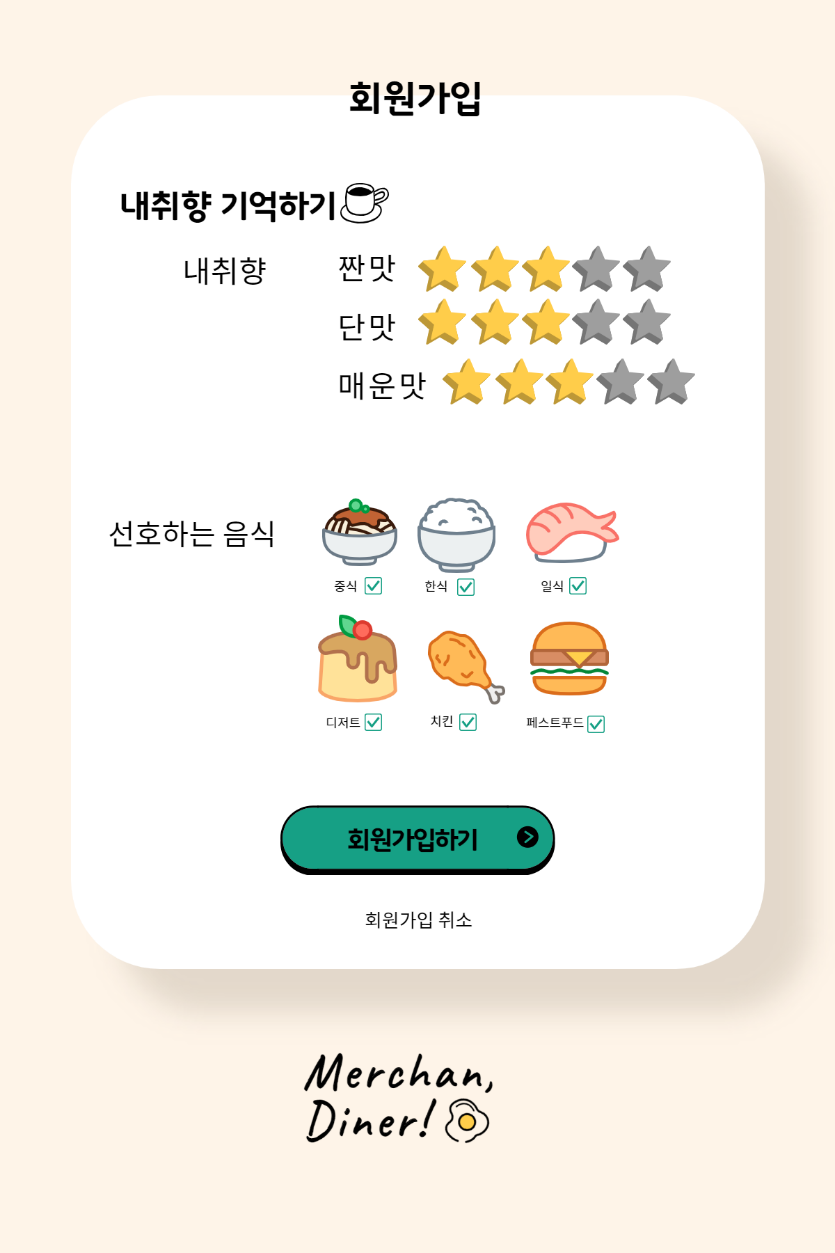 회원가입
내취향 기억하기
내취향 짠맛
단맛
매운맛
선호하는 음식
중식 한식 일식
디저트 치킨 페스트푸드
회원가입하기
회원가입 취소
Merchan,
Diner!